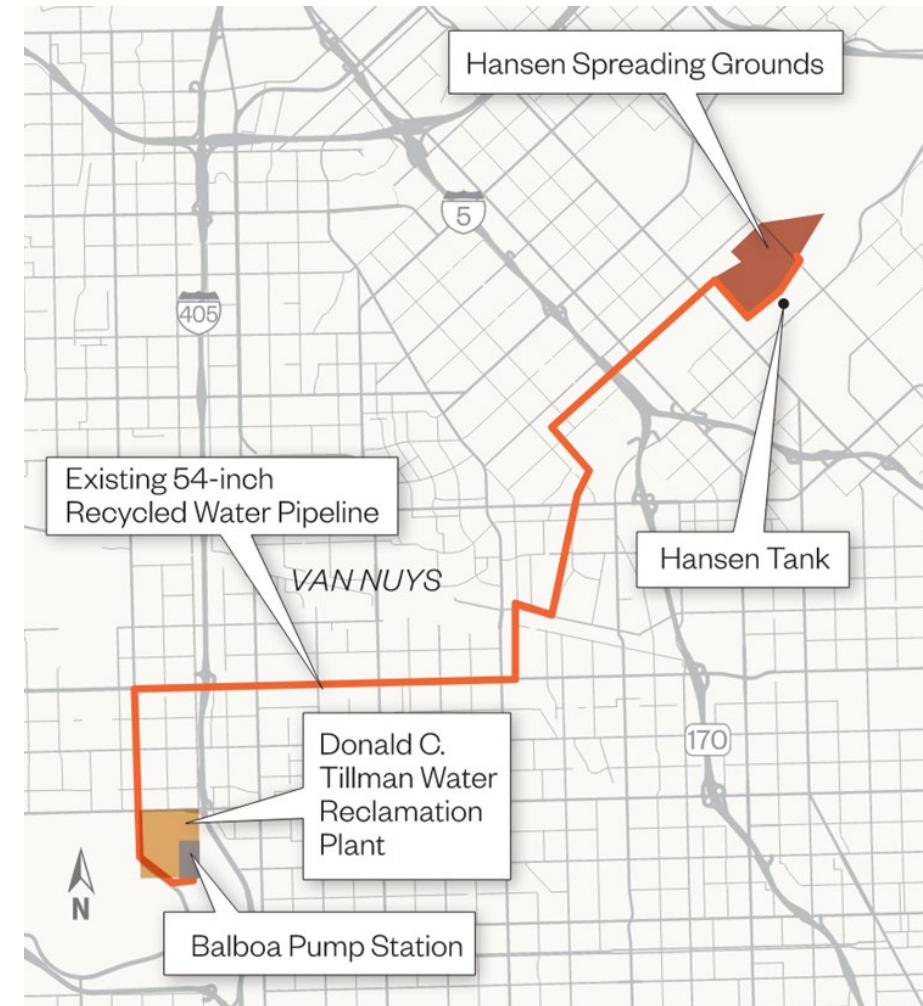 Hansen Spreading Grounds
5
405
Existing 54-inch
Recycled Water Pipeline
VAN NUYS
Hansen Tank
Donald C.
Tillman Water
Reclamation
Plant
170
N
Balboa Pump Station